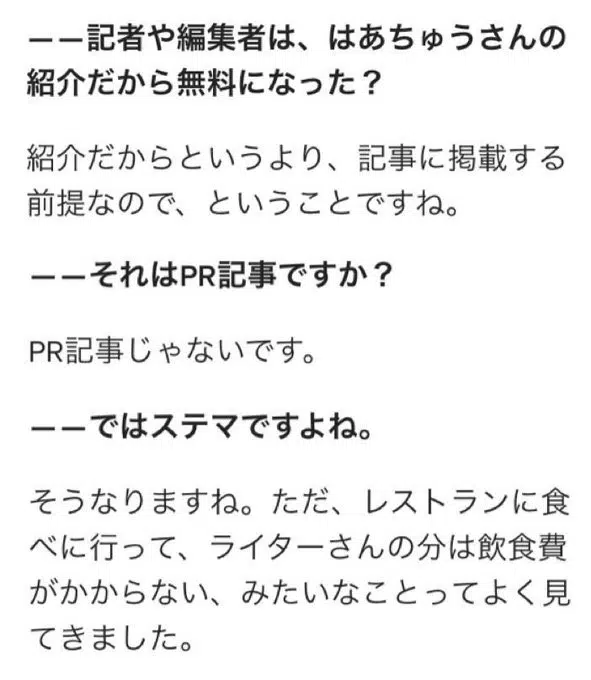 ——記者や編集者は、はあちゅうさんの
紹介だから無料になった？
紹介だからというより、記事に掲載する
前提なので、ということですね。
——それはPR記事ですか？
PR記事じゃないです。
——ではステマですよね。
そうなりますね。ただ、レストランに食
べに行って、ライターさんの分は飲食費
がかからない、みたいなことってよく見
てきました。